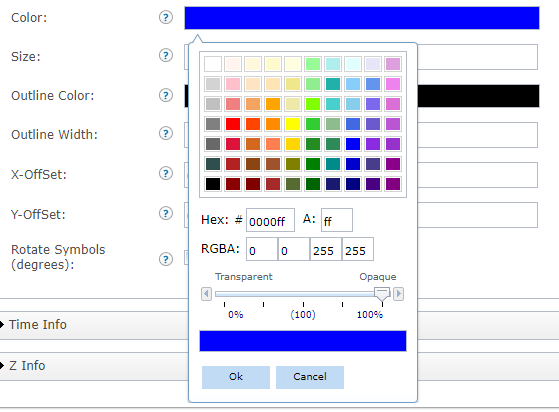 Color: ?
Size: ?
Outline Color: ?
Outline Width: ?
X-OffSet: ?
Y-OffSet: ?
Rotate Symbols
(degrees): ?
Hex: # 0000ff A: ff
RGBA: 0 0 255 255
Transparent Opaque
0% (100) 100%
Ok Cancel
Time Info
Z Info